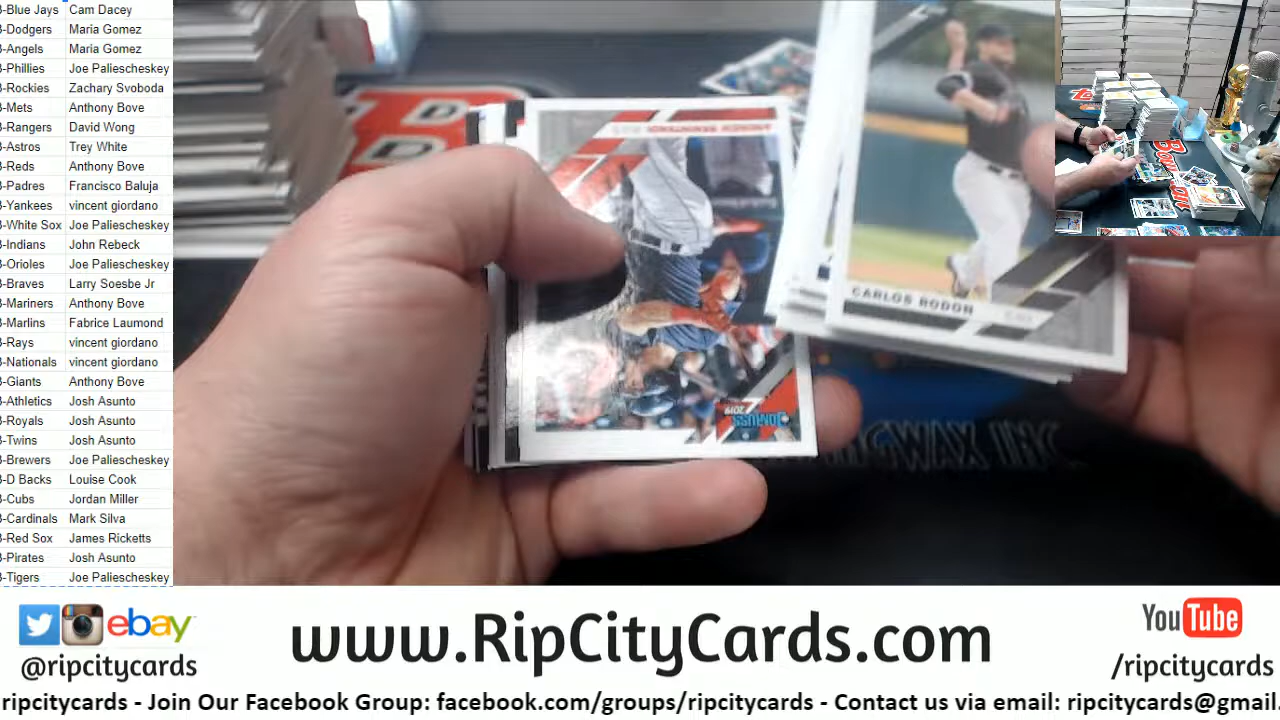 B-Blue Jays Cam Dacey
B-Dodgers Maria Gomez
B-Angels Maria Gomez
B-Phillies Joe Paliescheskey
B-Rockies Zachary Svoboda
B-Mets Anthony Bove
B-Rangers David Wong
B-Astros Trey White
B-Reds Anthony Bove
B-Padres Francisco Baluja
B-Yankees vincent giordano
B-White Sox Joe Paliescheskey
B-Indians John Rebeck
B-Orioles Joe Paliescheskey
B-Braves Larry Soesbe Jr
B-Mariners Anthony Bove
B-Marlins Fabrice Laumond
B-Rays vincent giordano
B-Nationals vincent giordano
B-Giants Anthony Bove
B-Athletics Josh Asunto
B-Royals Josh Asunto
B-Twins Josh Asunto
B-Brewers Joe Paliescheskey
B-D Backs Louise Cook
B-Cubs Jordan Miller
B-Cardinals Mark Silva
B-Red Sox James Ricketts
B-Pirates Josh Asunto
B-Tigers Joe Paliescheskey
ANDREW BENINTENDI
DONRUSS
2019
CARLOS RODON
INC.
ebay
@ripcitycards
www.RipCityCards.com
YouTube
/ripcitycards
ripcitycards - Join Our Facebook Group: facebook.com/groups/ripcitycards - Contact us via email: ripcitycards@gmail.